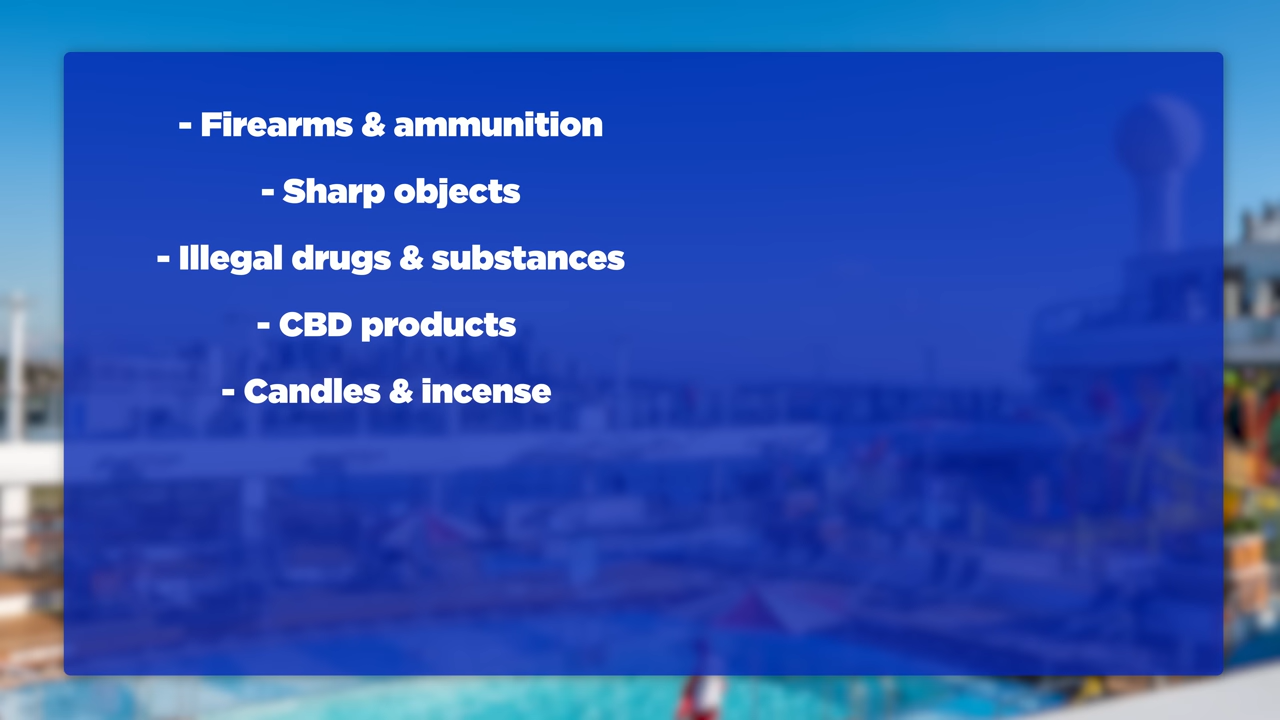 - Firearms & ammunition
- Sharp objects
- Illegal drugs & substances
- CBD products
- Candles & incense